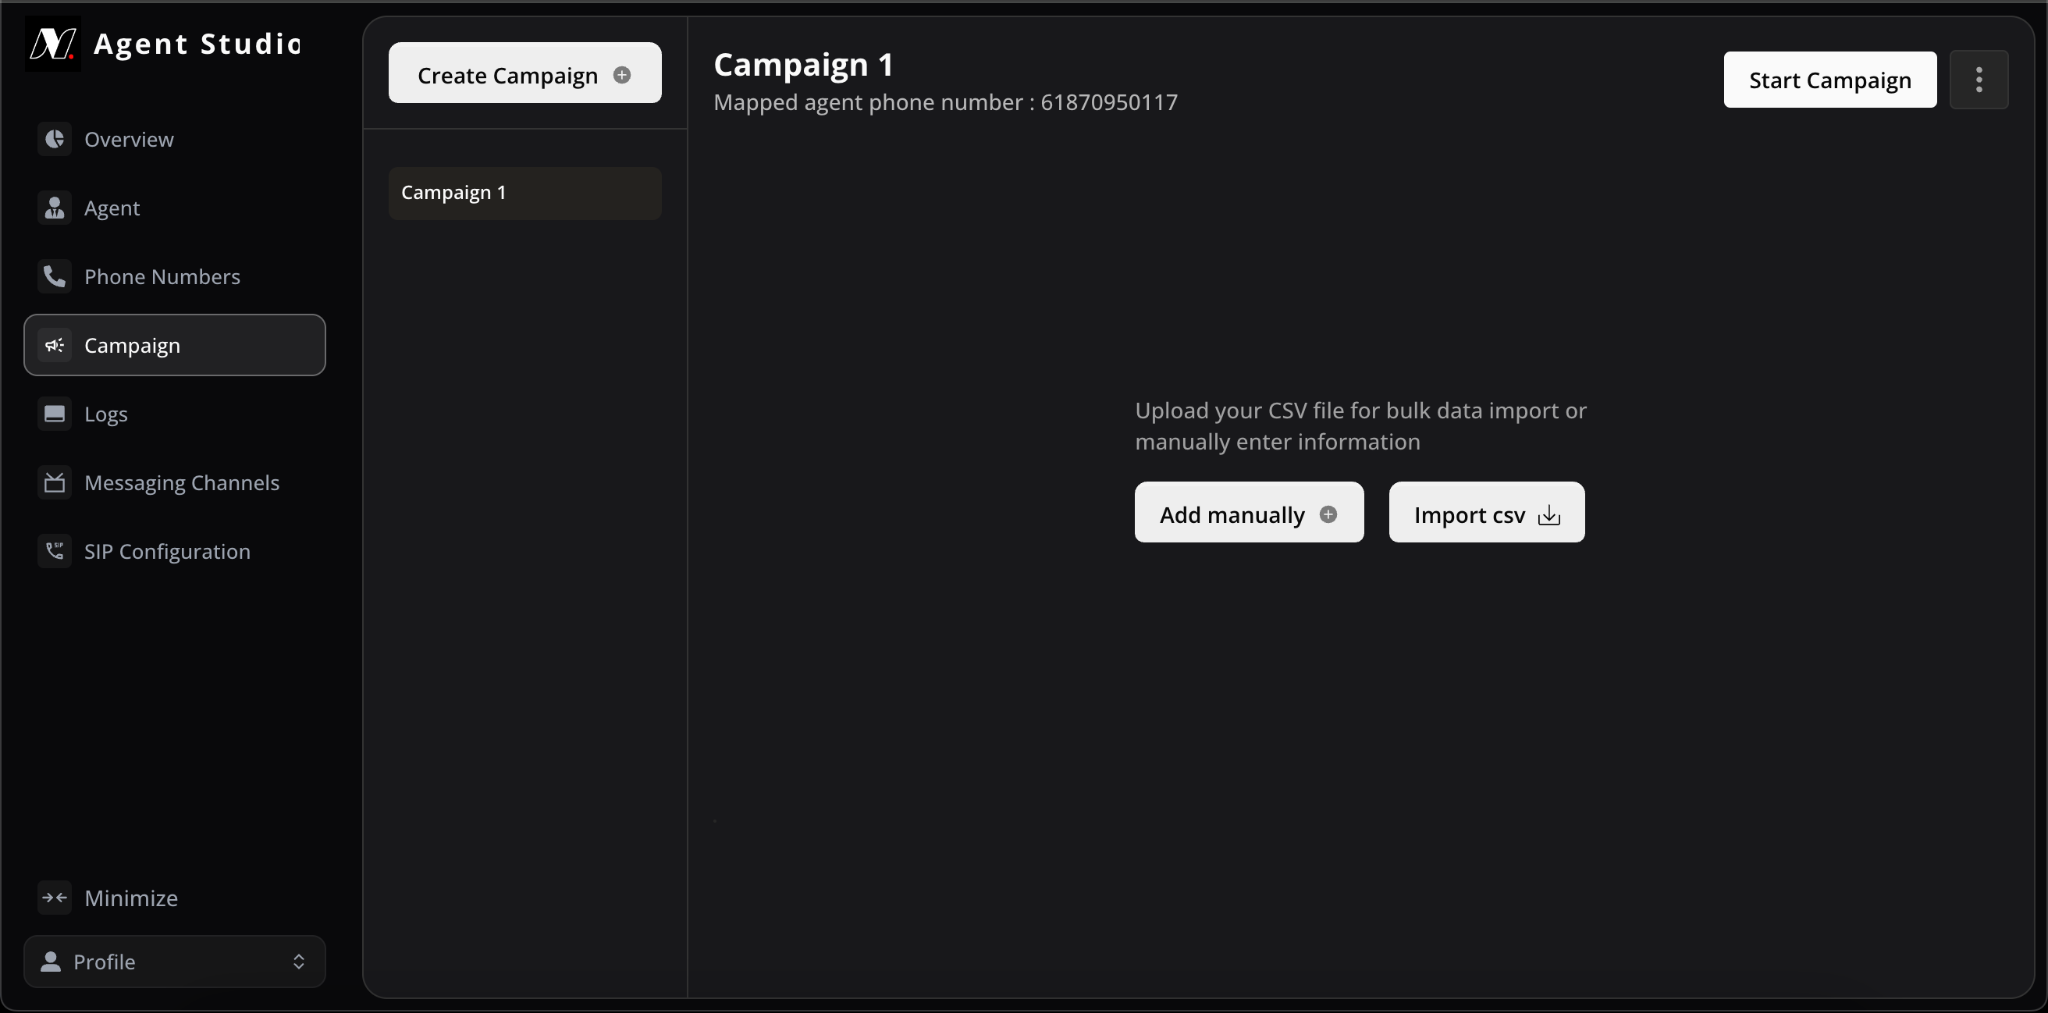 Agent Studio
Overview
Agent
Phone Numbers
Campaign
Logs
Messaging Channels
SIP Configuration
Minimize
Profile
Create Campaign
Campaign 1
Campaign 1
Mapped agent phone number : 61870950117
Start Campaign
Upload your CSV file for bulk data import or
manually enter information
Add manually
Import csv